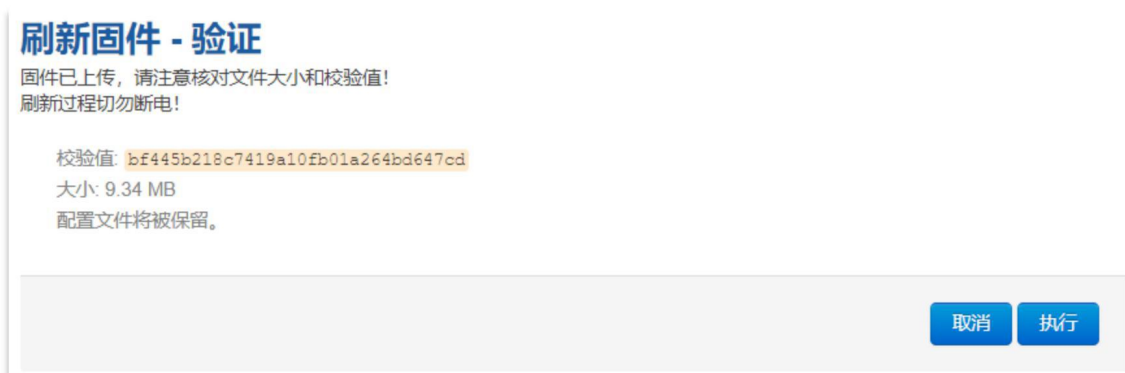 刷新固件 - 验证
固件已上传，请注意核对文件大小和校验值！
刷新过程切勿断电！
校验值: bf445b218c7419a10fb01a264bd647cd
大小: 9.34 MB
配置文件将被保留。
取消 执行